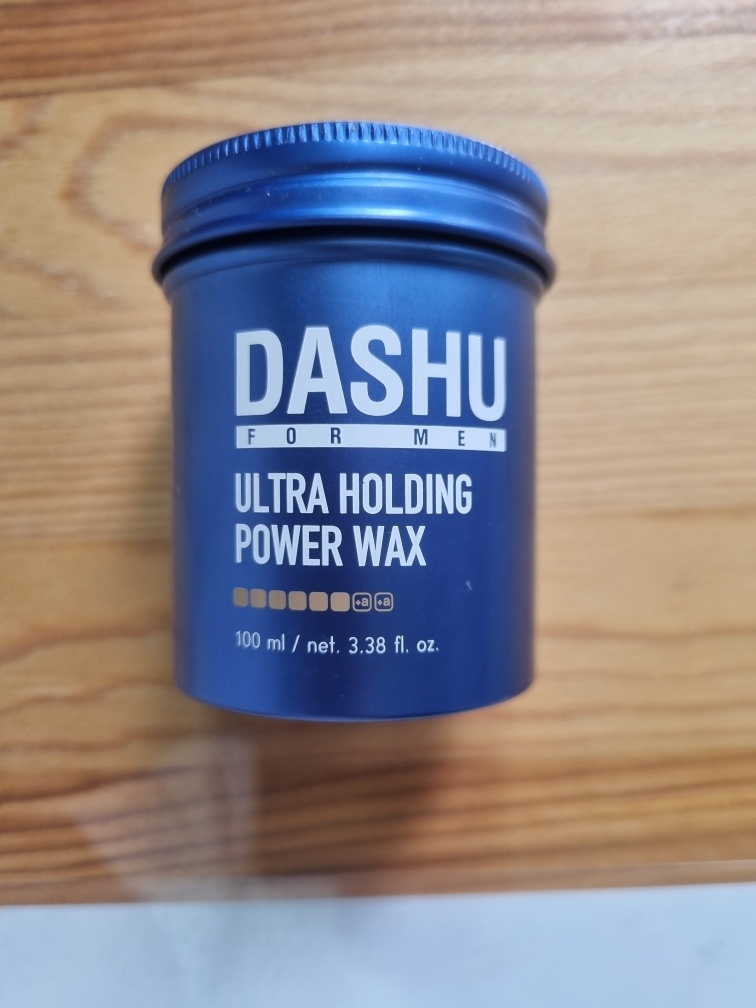 DASHU
FOR MEN
ULTRA HOLDING
POWER WAX
+a +a
100 ml / net. 3.38 fl. oz.